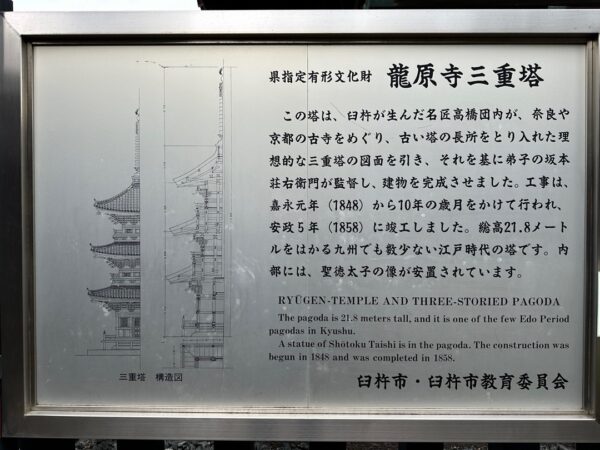 県指定有形文化財 龍原寺三重塔
この塔は、臼杵が生んだ名匠高橋団内が、奈良や
京都の古寺をめぐり、古い塔の長所をとり入れた理
想的な三重塔の図面を引き、それを基に弟子の坂本
荘右衛門が監督し、建物を完成させました。工事は、
嘉永元年（1848）から10年の歳月をかけて行われ、
安政５年（1858）に竣工しました。総高21.8メート
ルをはかる九州でも数少ない江戸時代の塔です。内
部には、聖徳太子の像が安置されています。
RYŪGEN-TEMPLE AND THREE-STORIED PAGODA
The pagoda is 21.8 meters tall, and it is one of the few Edo Period
pagodas in Kyushu.
A statue of Shōtoku Taishi is in the pagoda. The construction was
begun in 1848 and was completed in 1858.
臼杵市・臼杵市教育委員会
三重塔 構造図